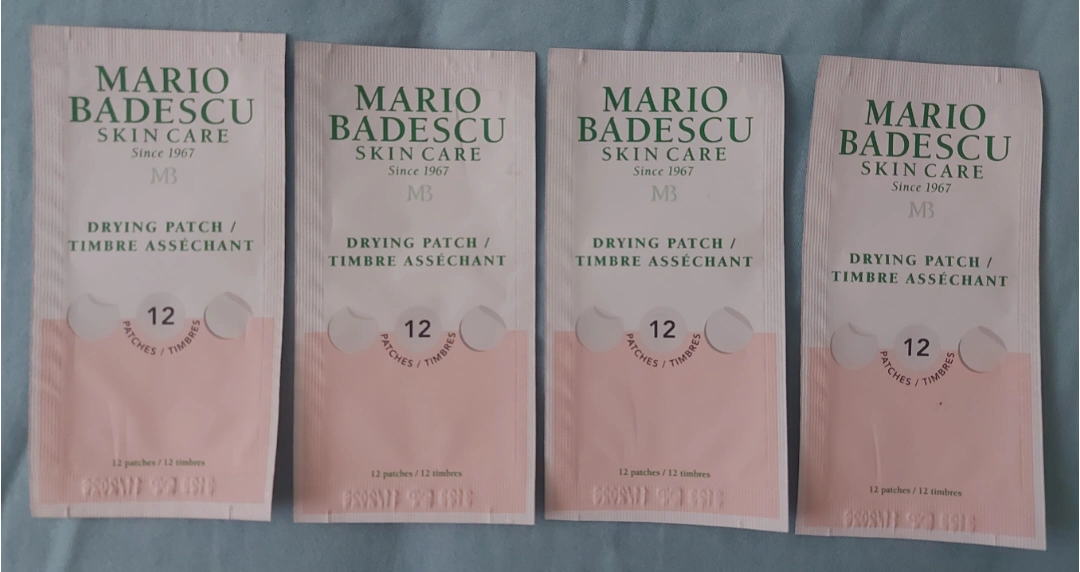 MARIO
BADESCU
SKIN CARE
Since 1967
MB
DRYING PATCH /
TIMBRE ASSÉCHANT
12
PATCHES / TIMBRES
12 patches / 12 timbres
MARIO
BADESCU
SKIN CARE
Since 1967
MB
DRYING PATCH /
TIMBRE ASSÉCHANT
12
PATCHES / TIMBRES
12 patches / 12 timbres
MARIO
BADESCU
SKIN CARE
Since 1967
MB
DRYING PATCH /
TIMBRE ASSÉCHANT
12
PATCHES / TIMBRES
12 patches / 12 timbres
MARIO
BADESCU
SKIN CARE
Since 1967
MB
DRYING PATCH /
TIMBRE ASSÉCHANT
12
PATCHES / TIMBRES
12 patches / 12 timbres